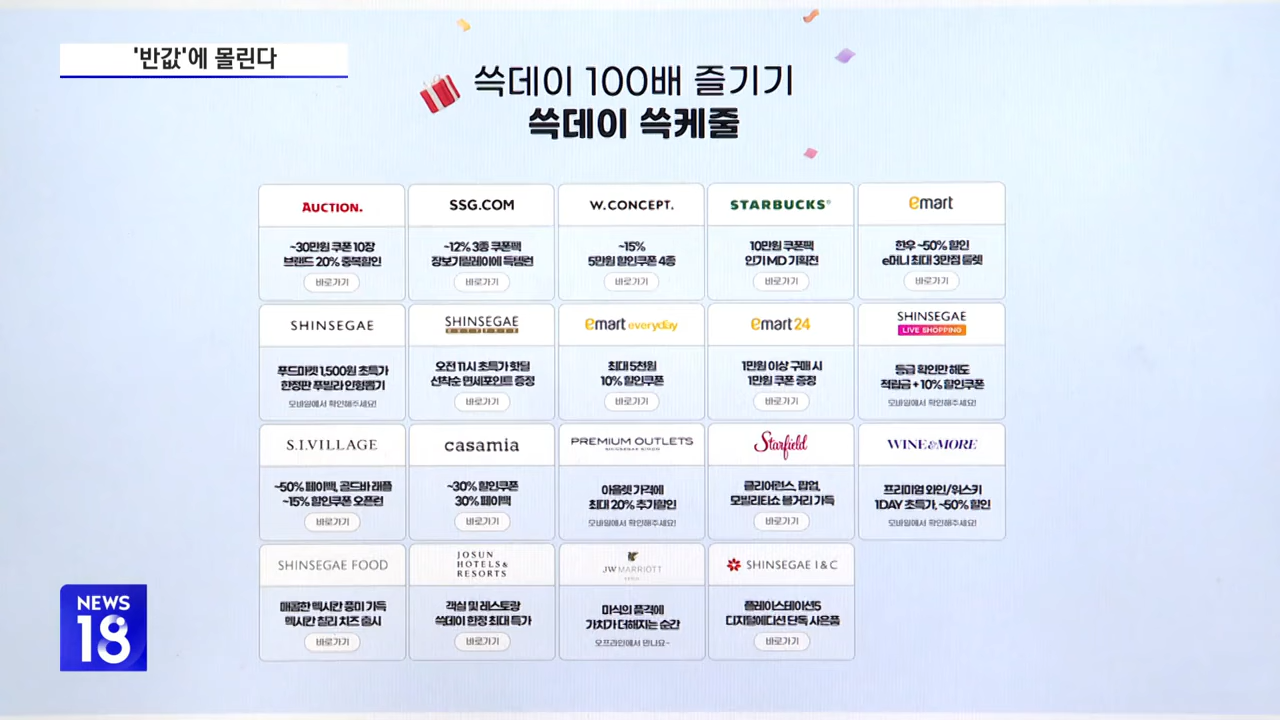 '반값'에 몰린다
쓱데이 100배 즐기기
쓱데이 쓱케줄
AUCTION.
~30만원 쿠폰 10장
브랜드 20% 중복할인
바로가기
SSG.COM
~12% 3종 쿠폰팩
장보기릴레이에 득템런
바로가기
W.CONCEPT.
~15%
5만원 할인쿠폰 4종
바로가기
STARBUCKS®
10만원 쿠폰팩
인기 MD 기획전
바로가기
emart
한우 ~50% 할인
e머니 최대 3만점 룰렛
바로가기
SHINSEGAE
푸드마켓 1,500원 초특가
한정판 푸빌라 인형뽑기
모바일에서 확인해주세요!
SHINSEGAE
오전 11시 초특가 핫딜
선착순 면세포인트 증정
바로가기
emart everyday
최대 5천원
10% 할인쿠폰
바로가기
emart24
1만원 이상 구매 시
1만원 쿠폰 증정
바로가기
SHINSEGAE
LIVE SHOPPING
등급 확인만 해도
적립금 + 10% 할인쿠폰
모바일에서 확인해주세요!
S.I.VILLAGE
~50% 페이백, 골드바 래플
~15% 할인쿠폰 오픈런
바로가기
casamia
~30% 할인쿠폰
30% 페이백
바로가기
PREMIUM OUTLETS
아울렛 가격에
최대 20% 추가할인
모바일에서 확인해주세요!
Starfield
클리어런스, 팝업,
모빌리티쇼 볼거리 가득
바로가기
WINE & MORE
프리미엄 와인/위스키
1DAY 초특가, ~50% 할인
모바일에서 확인해주세요!
SHINSEGAE FOOD
매콤한 멕시칸 풍미 가득
멕시칸 칠리 치즈 출시
바로가기
JOSUN
HOTELS &
RESORTS
객실 및 레스토랑
쓱데이 한정 최대 특가
바로가기
JW MARRIOTT
미식의 품격에
가치가 더해지는 순간
오프라인에서 만나요~
SHINSEGAE I&C
플레이스테이션5
디지털에디션 단독 사은품
바로가기
NEWS
18